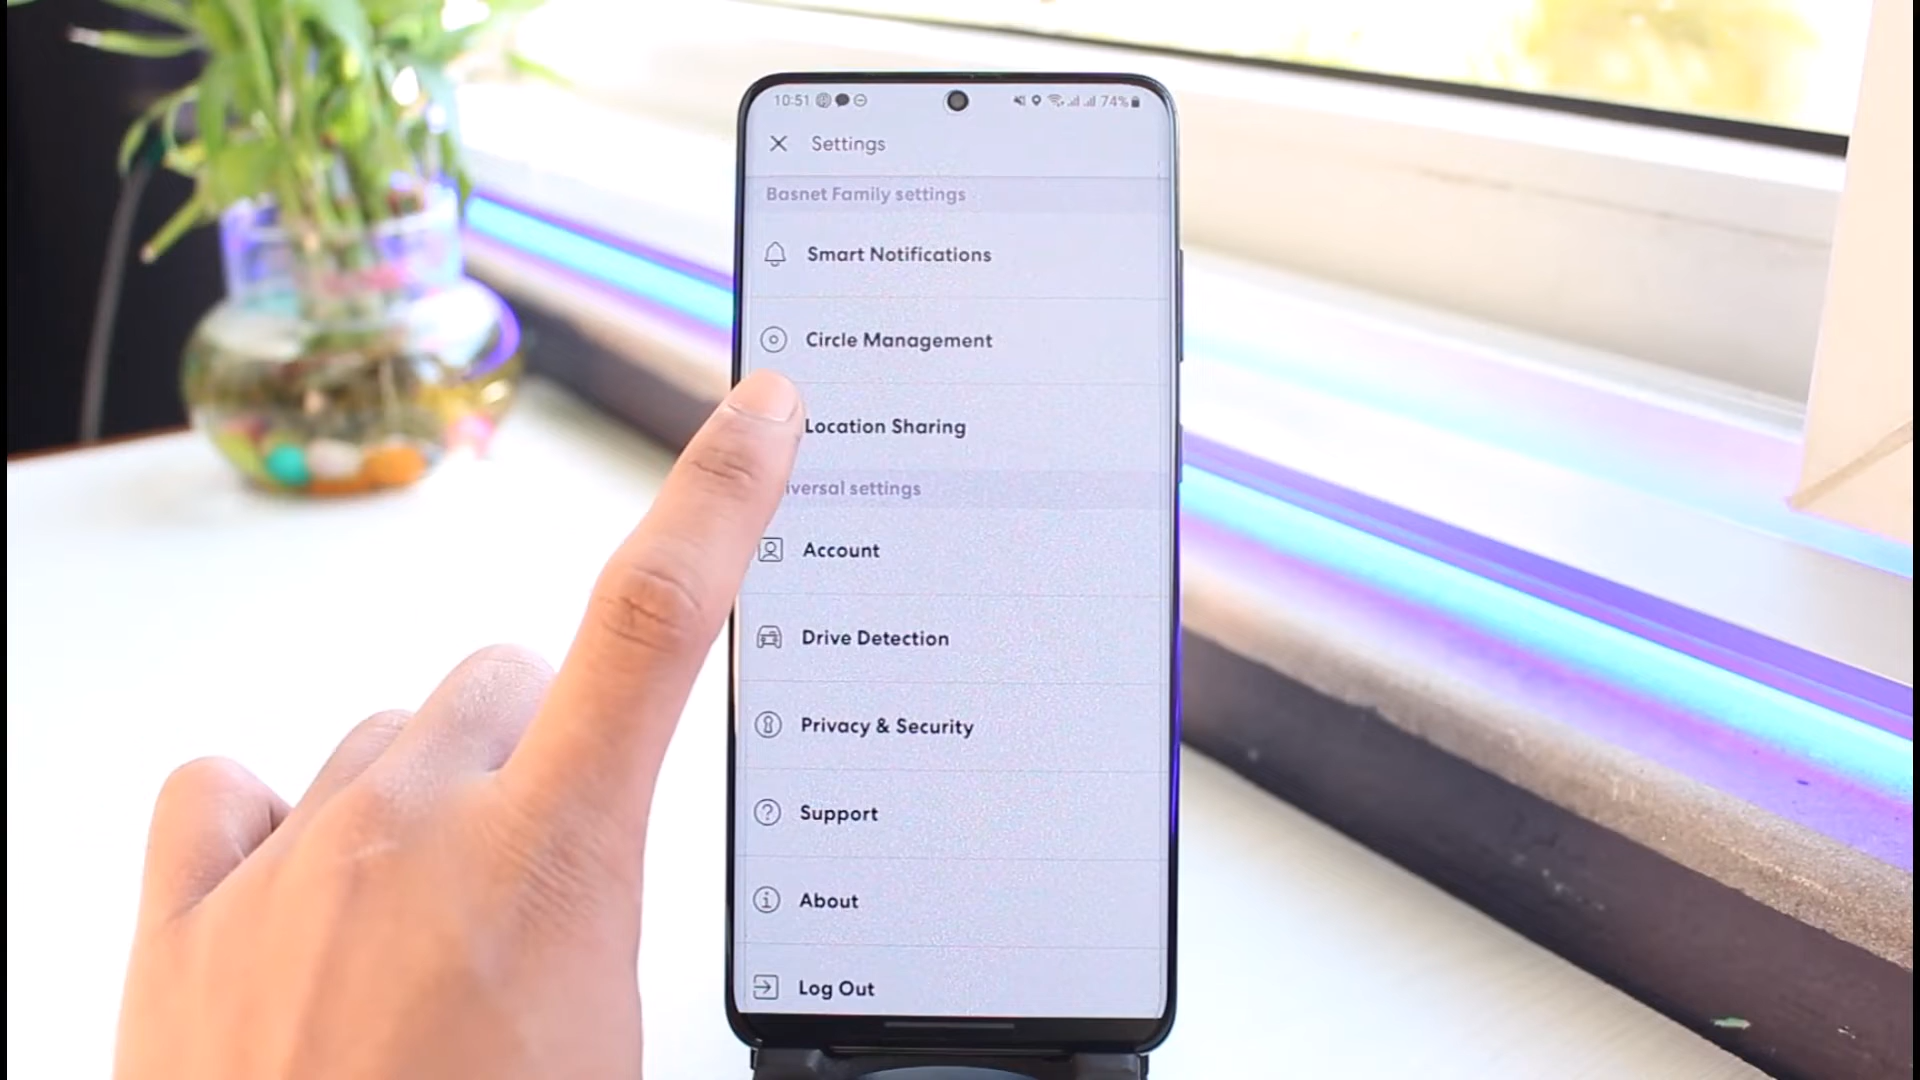 10:51 74%
Settings
Basnet Family settings
Smart Notifications
Circle Management
Location Sharing
iversal settings
Account
Drive Detection
Privacy & Security
Support
About
Log Out